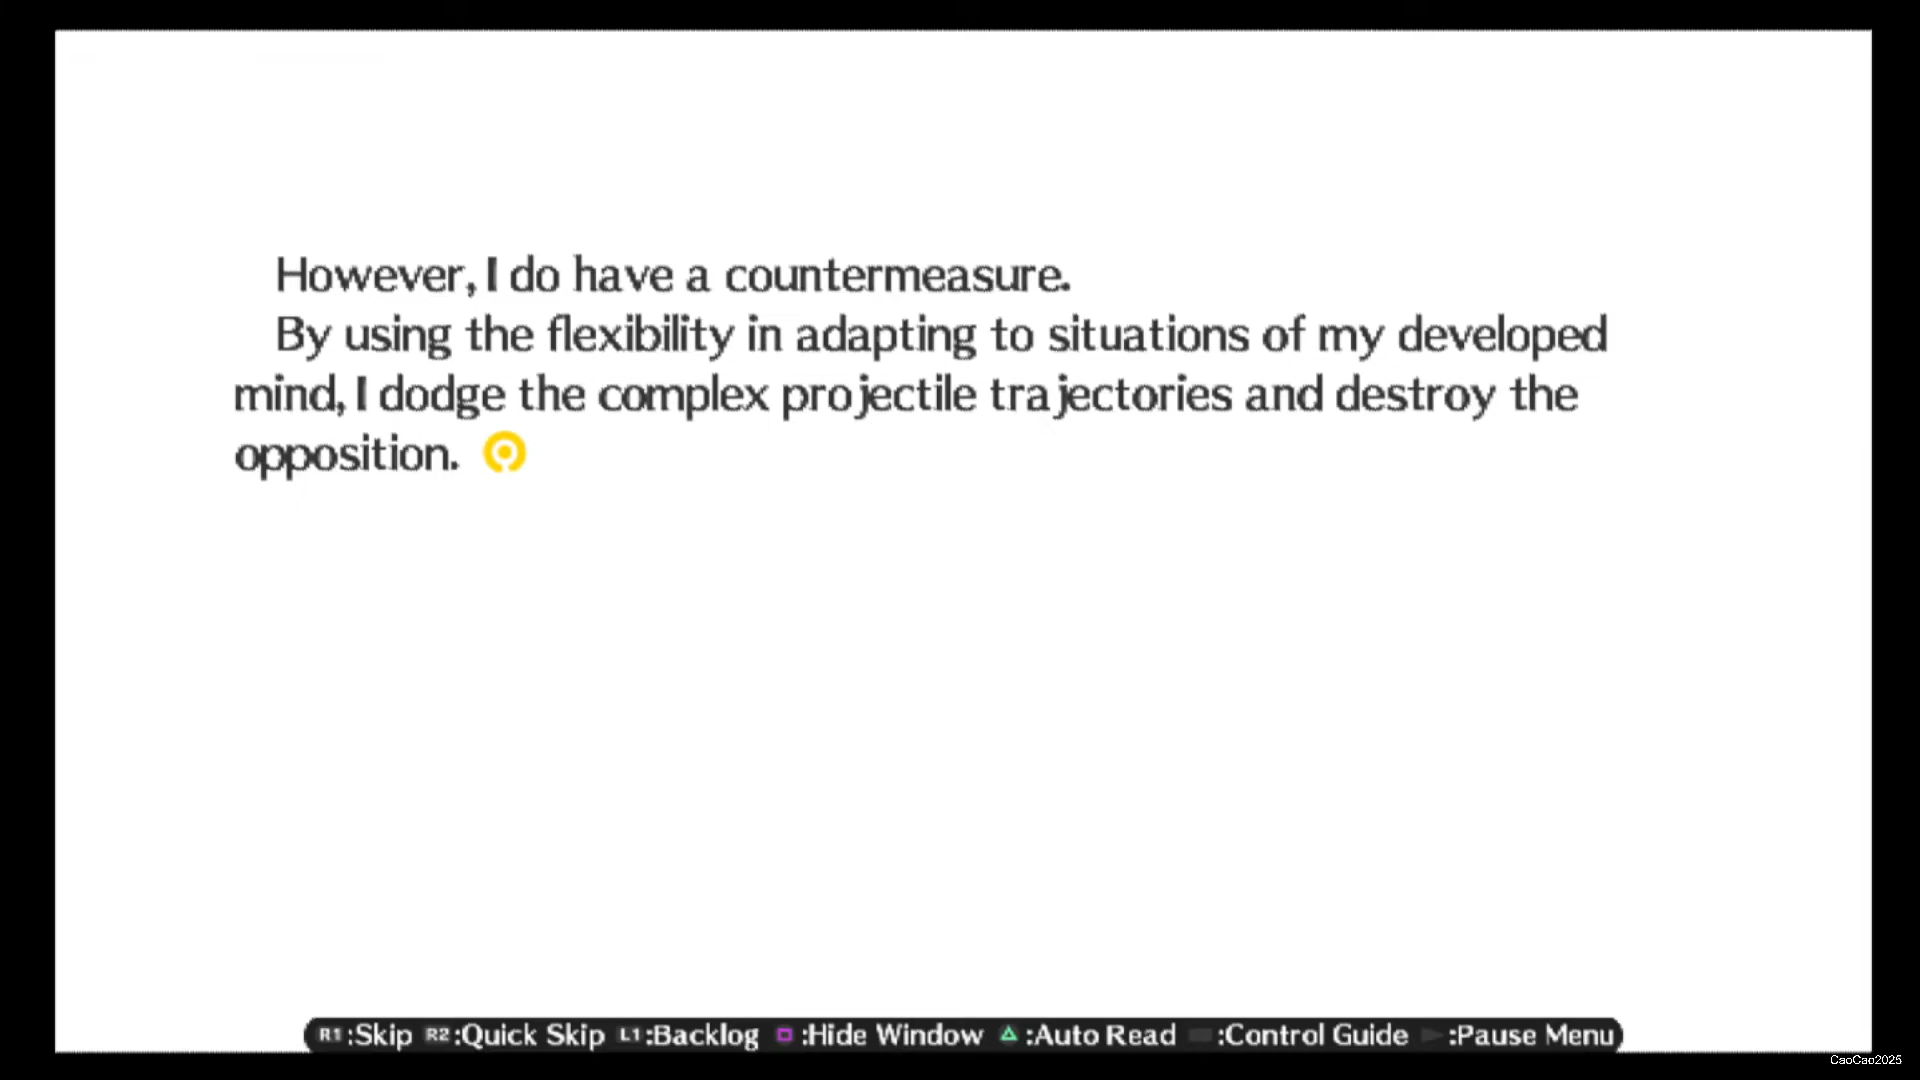 However, I do have a countermeasure.
By using the flexibility in adapting to situations of my developed
mind, I dodge the complex projectile trajectories and destroy the
opposition.
R1:Skip R2:Quick Skip L1:Backlog :Hide Window :Auto Read :Control Guide :Pause Menu
CaoCao2025